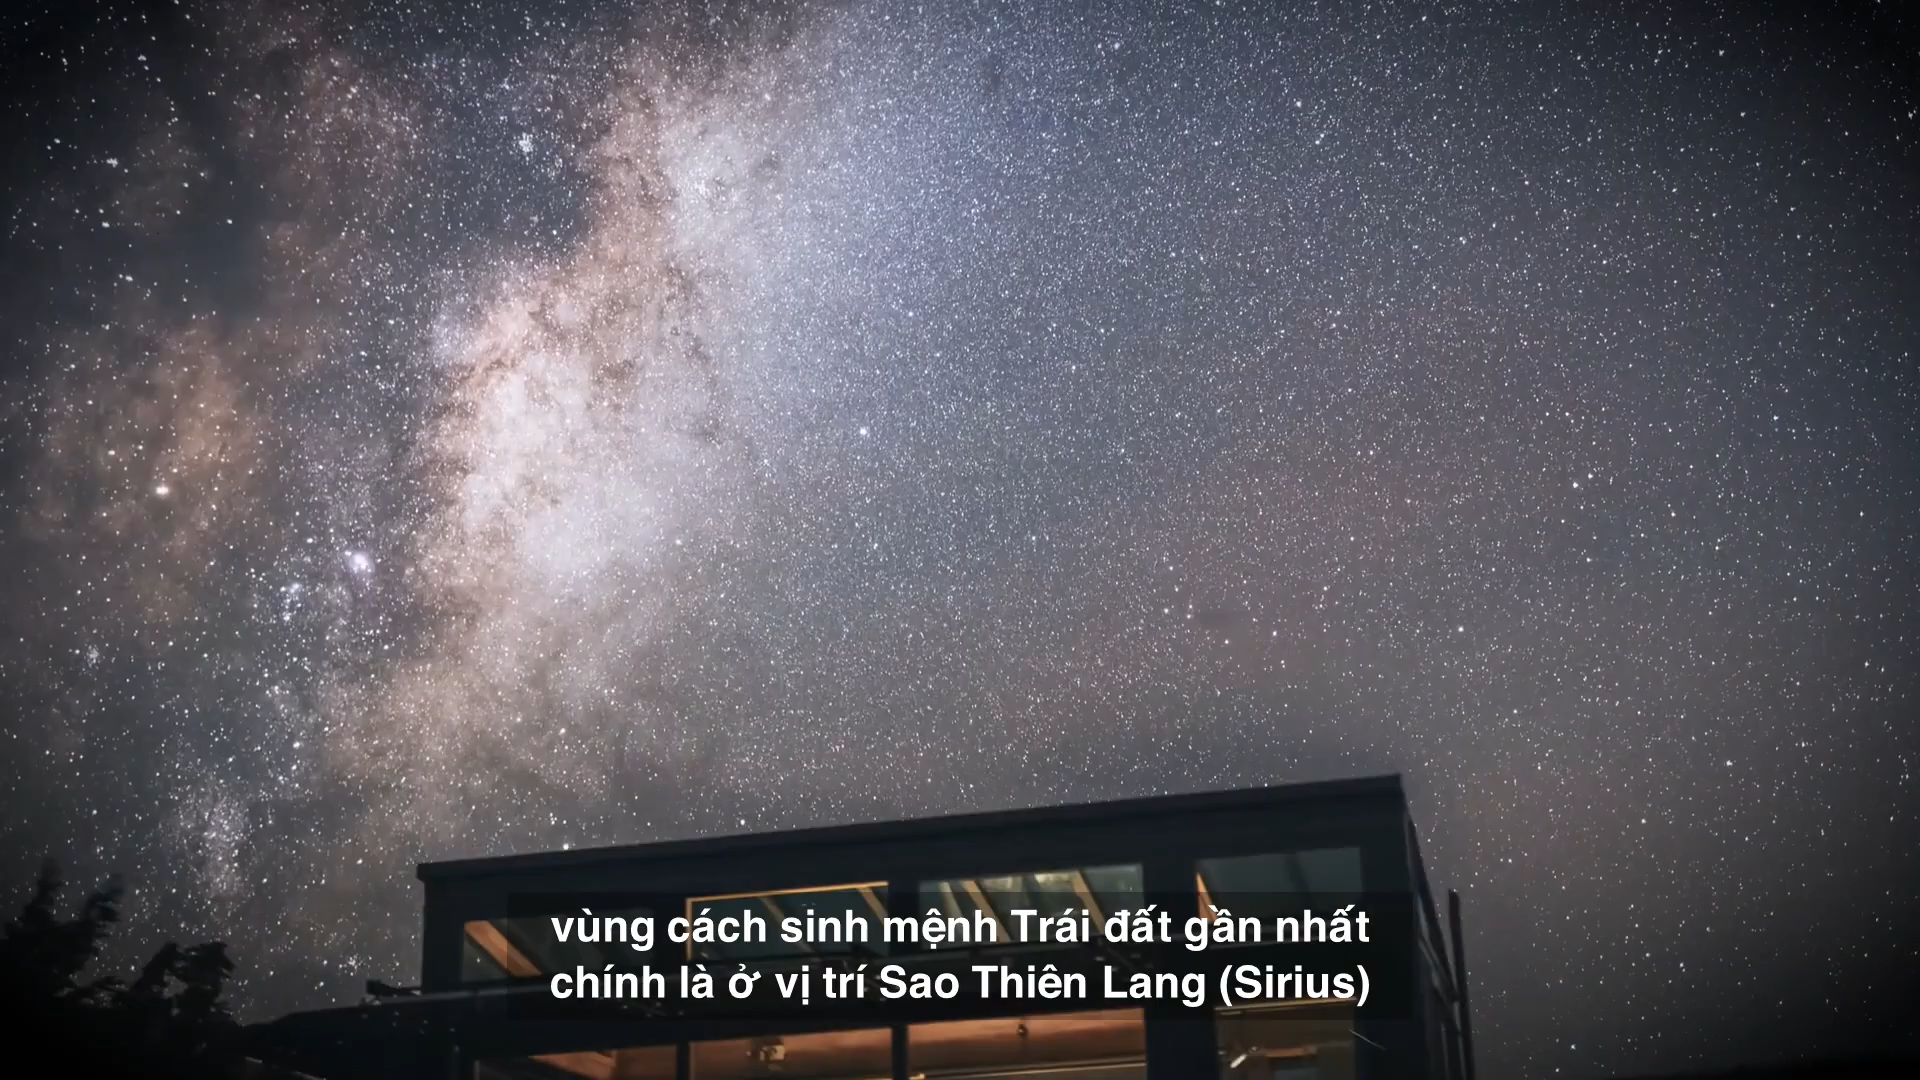 vùng cách sinh mệnh Trái đất gần nhất
chính là ở vị trí Sao Thiên Lang (Sirius)